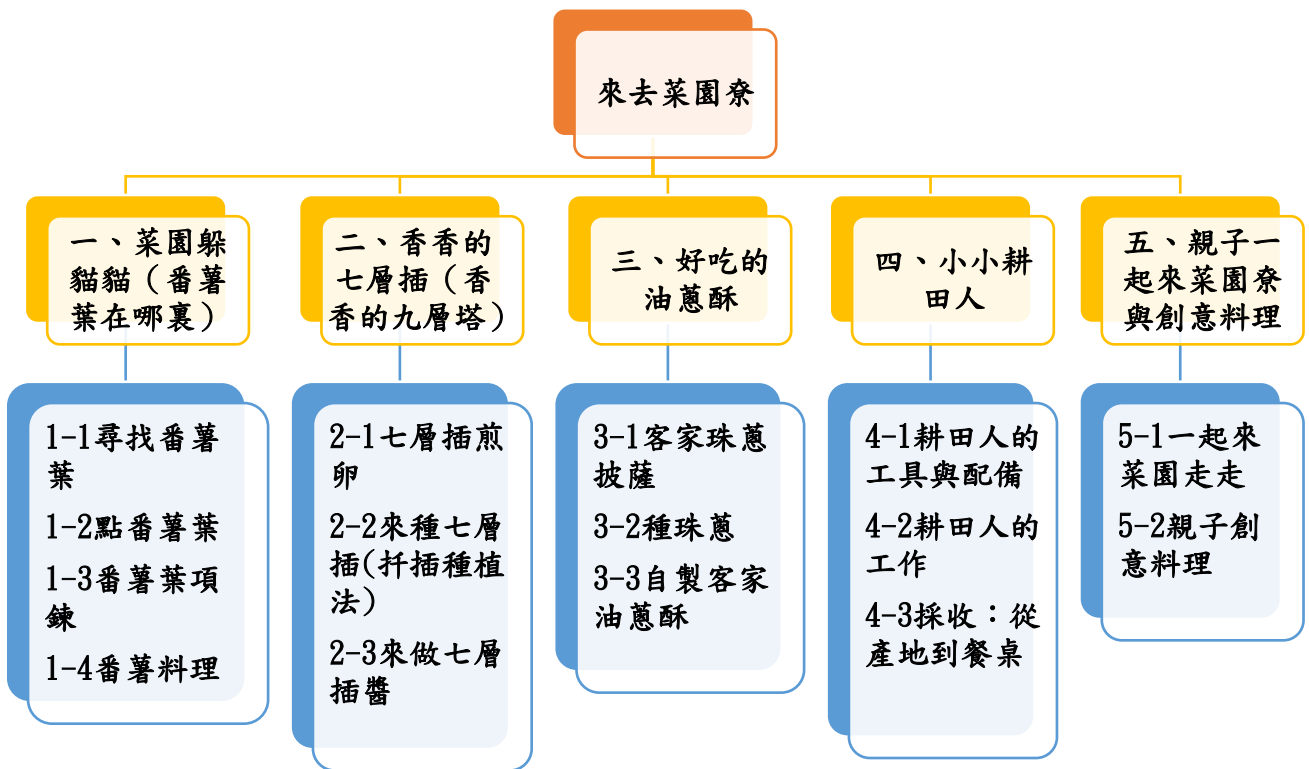 來去菜園寮
一、菜園躲
貓貓（番薯
葉在哪裏）
二、香香的
七層插（香
香的九層塔）
三、好吃的
油蔥酥
四、小小耕
田人
五、親子一
起來菜園寮
與創意料理
1-1尋找番薯
葉
1-2點番薯葉
1-3番薯葉項
鍊
1-4番薯料理
2-1七層插煎
卵
2-2來種七層
插(扦插種植
法)
2-3來做七層
插醬
3-1客家珠蔥
披薩
3-2種珠蔥
3-3自製客家
油蔥酥
4-1耕田人的
工具與配備
4-2耕田人的
工作
4-3採收：從
產地到餐桌
5-1一起來
菜園走走
5-2親子創
意料理